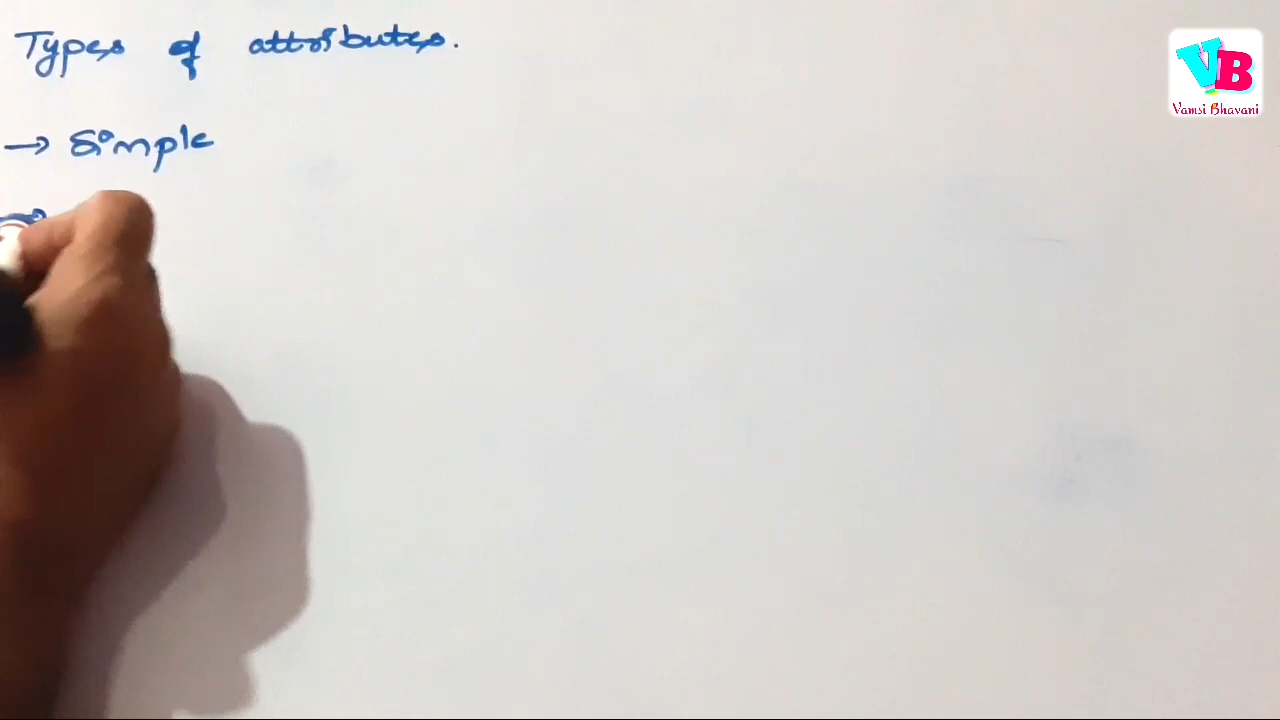 Types of attributes.
→ Simple
VB
Vamsi Bhavani